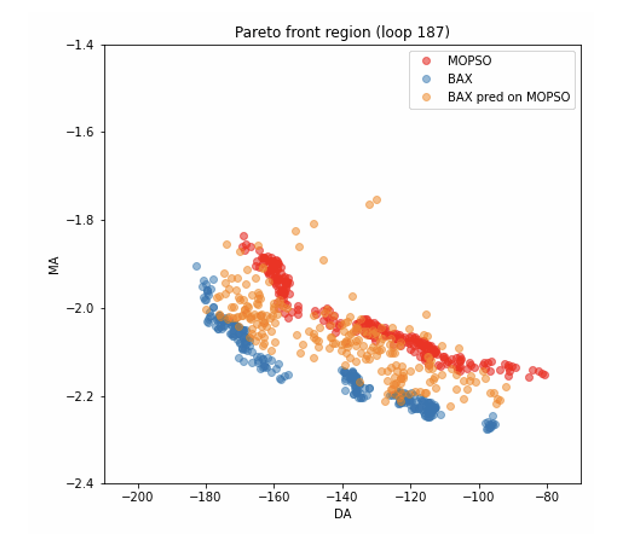 Pareto front region (loop 187)
MOPSO
BAX
BAX pred on MOPSO
−1.4
−1.6
−1.8
−2.0
−2.2
−2.4
MA
−200
−180
−160
−140
−120
−100
−80
DA